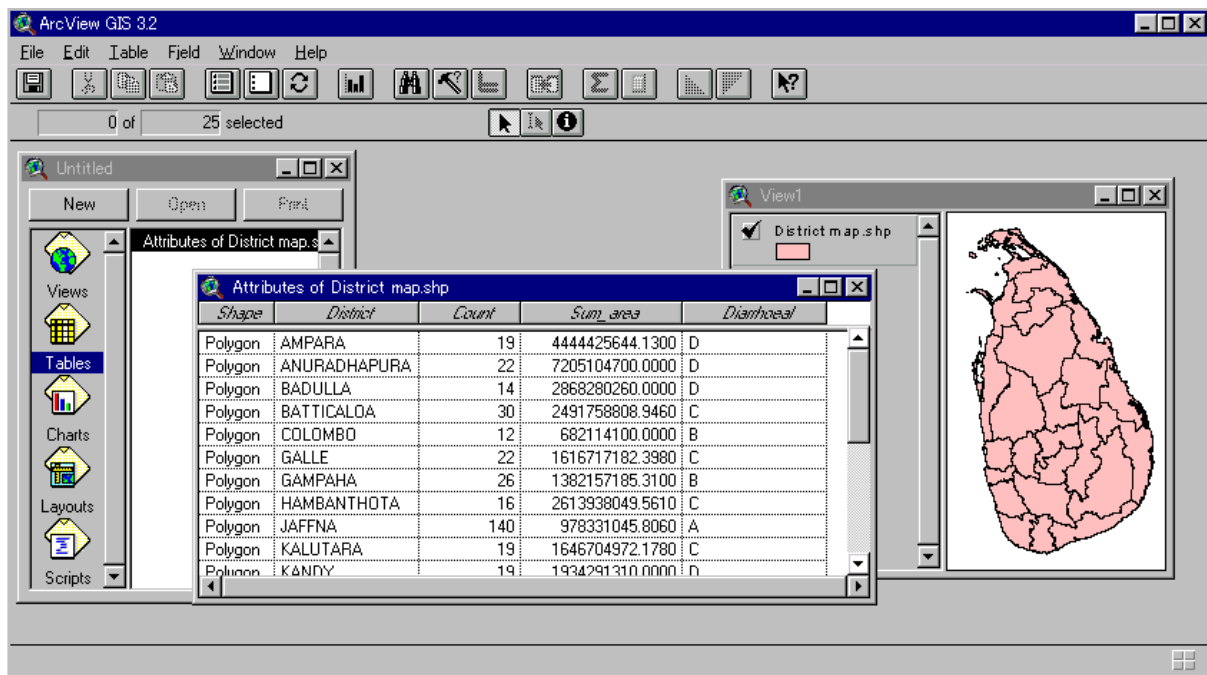 ArcView GIS 3.2
File Edit Table Field Window Help
0 of 25 selected
Untitled
New Open Print
Attributes of District map.s
Views
Tables
Charts
Layouts
Scripts
View1
District map.shp
Attributes of District map.shp
Shape District Count Sum_area Diarrhoeal
Polygon AMPARA 19 4444425644.1300 D
Polygon ANURADHAPURA 22 7205104700.0000 D
Polygon BADULLA 14 2868280260.0000 D
Polygon BATTICALOA 30 2491758808.9460 C
Polygon COLOMBO 12 682114100.0000 B
Polygon GALLE 22 1616717182.3980 C
Polygon GAMPAHA 26 1382157185.3100 B
Polygon HAMBANTHOTA 16 2613938049.5610 C
Polygon JAFFNA 140 978331045.8060 A
Polygon KALUTARA 19 1646704972.1780 C
Polygon KANDY 19 1934291310.0000 D